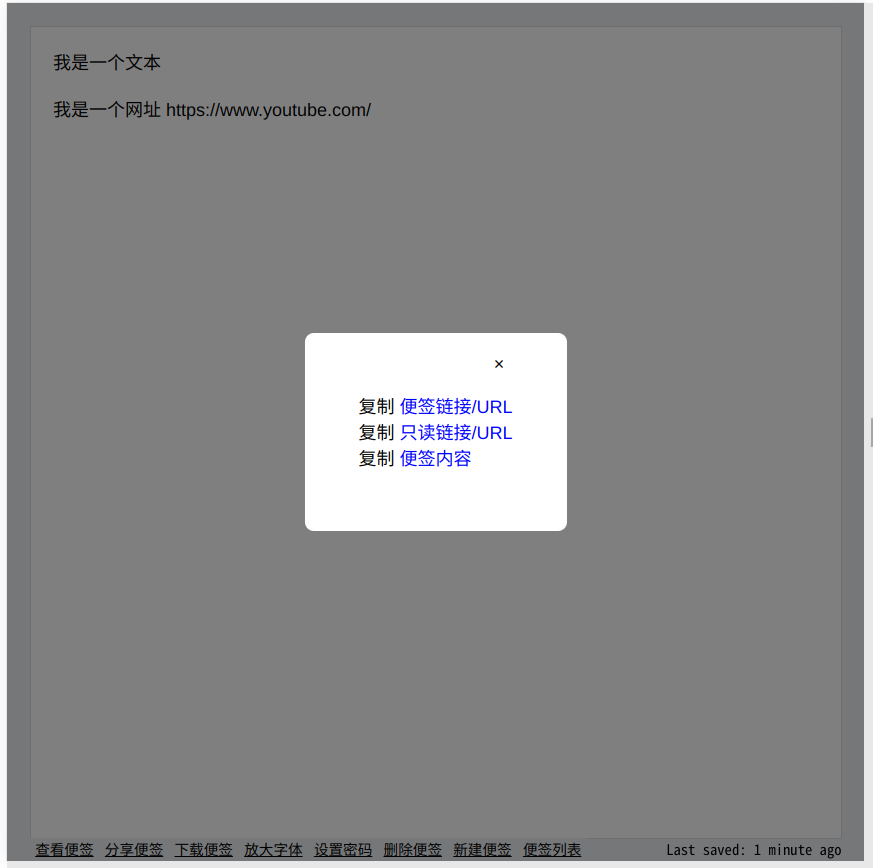 我是一个文本
我是一个网址 https://www.youtube.com/
×
复制 便签链接/URL
复制 只读链接/URL
复制 便签内容
查看便签 分享便签 下载便签 放大字体 设置密码 删除便签 新建便签 便签列表 Last saved: 1 minute ago